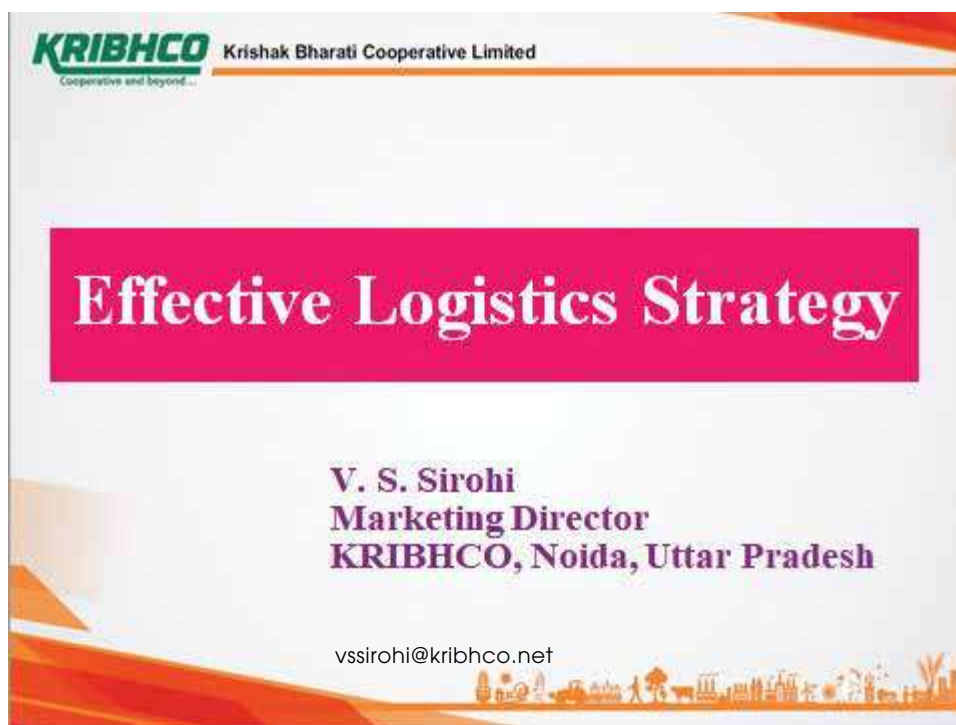 KRIBHCO Krishak Bharati Cooperative Limited
Cooperative and beyond...
Effective Logistics Strategy
V. S. Sirohi
Marketing Director
KRIBHCO, Noida, Uttar Pradesh
vssirohi@kribhco.net